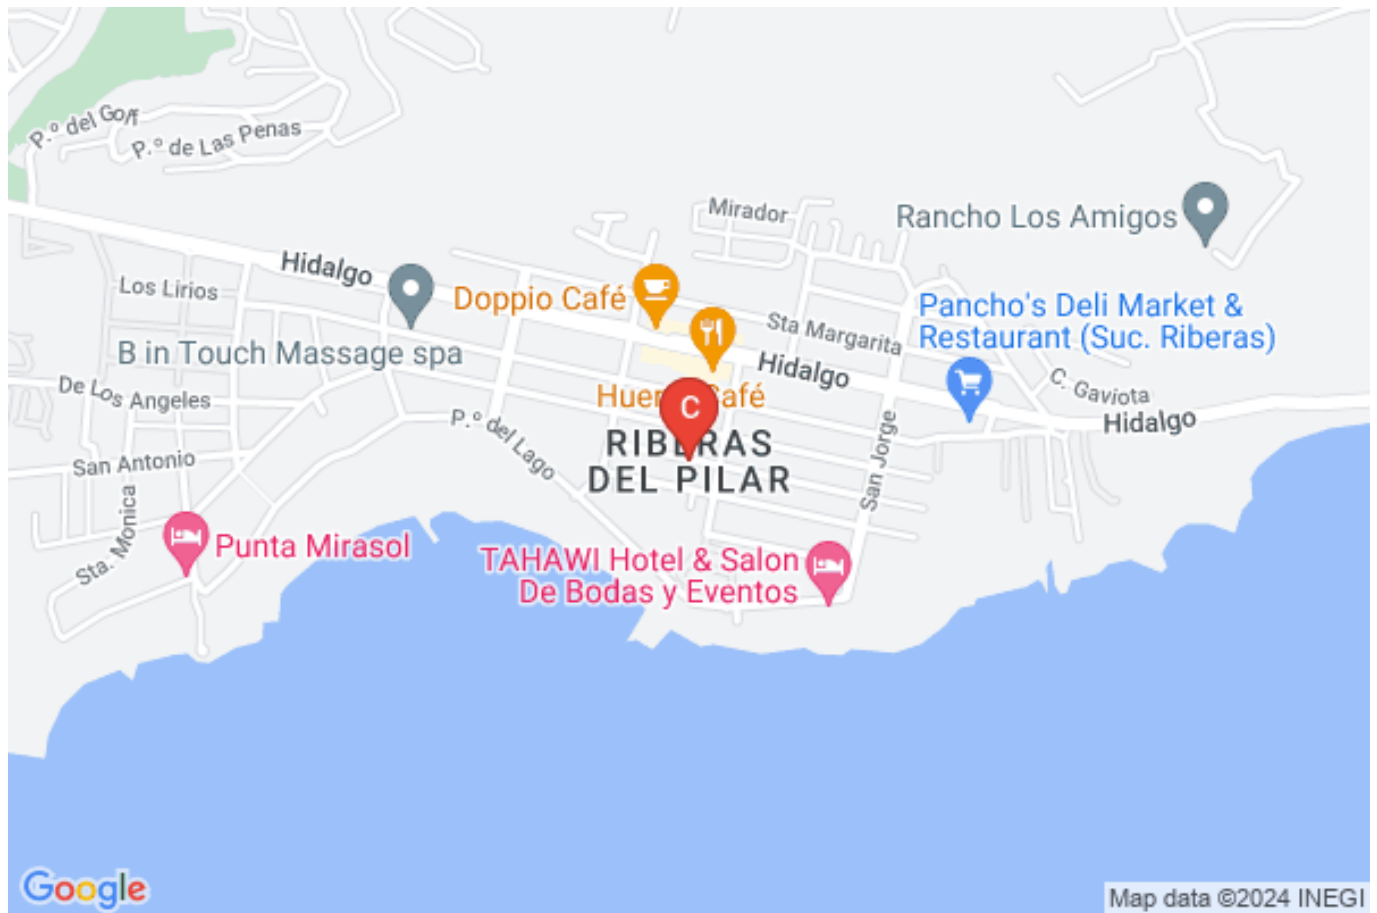 P.º del Golf
P.º de Las Penas
Mirador
Rancho Los Amigos
Hidalgo
Los Lirios
Doppio Café
Pancho's Deli Market &
Restaurant (Suc. Riberas)
Sta Margarita
B in Touch Massage spa
Hidalgo
De Los Angeles
C. Gaviota
Café
C
Hidalgo
P.º del Lago
RIBERAS
DEL PILAR
San Antonio
San Jorge
Sta. Monica
Punta Mirasol
TAHAWI Hotel & Salon
De Bodas y Eventos
Google
Map data ©2024 INEGI